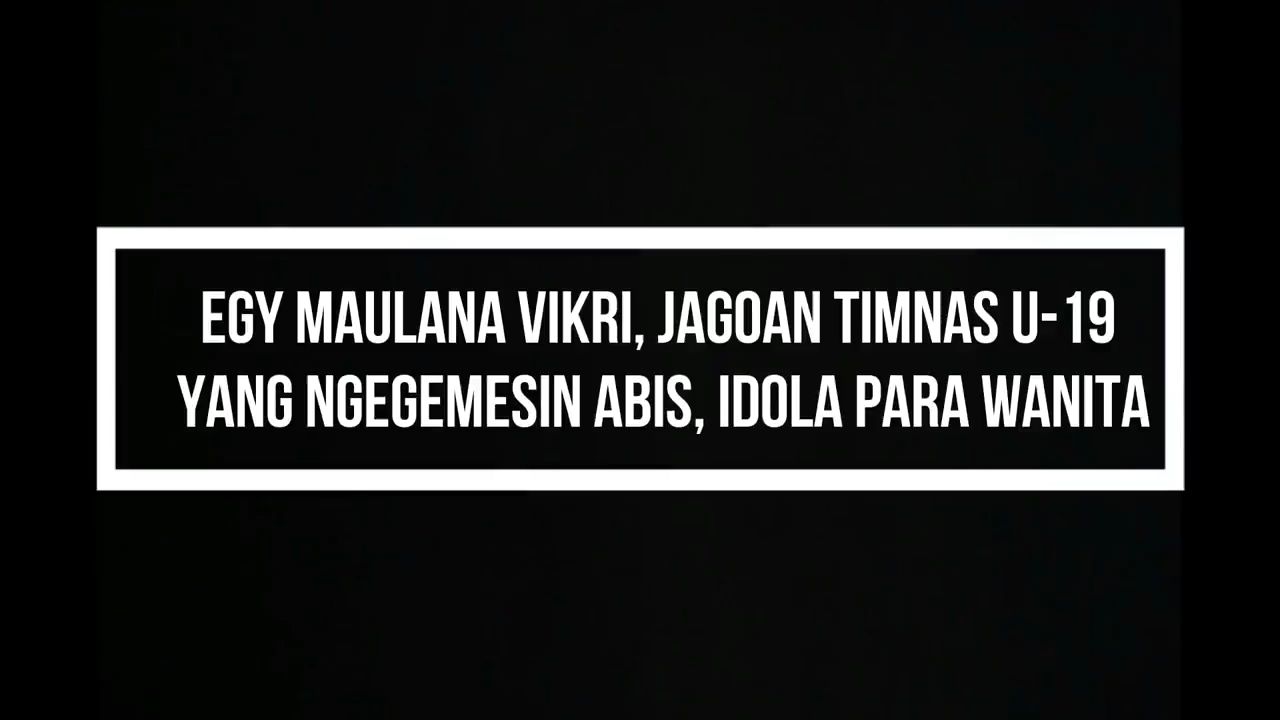 EGY MAULANA VIKRI, JAGOAN TIMNAS U-19
YANG NGEGEMESIN ABIS, IDOLA PARA WANITA